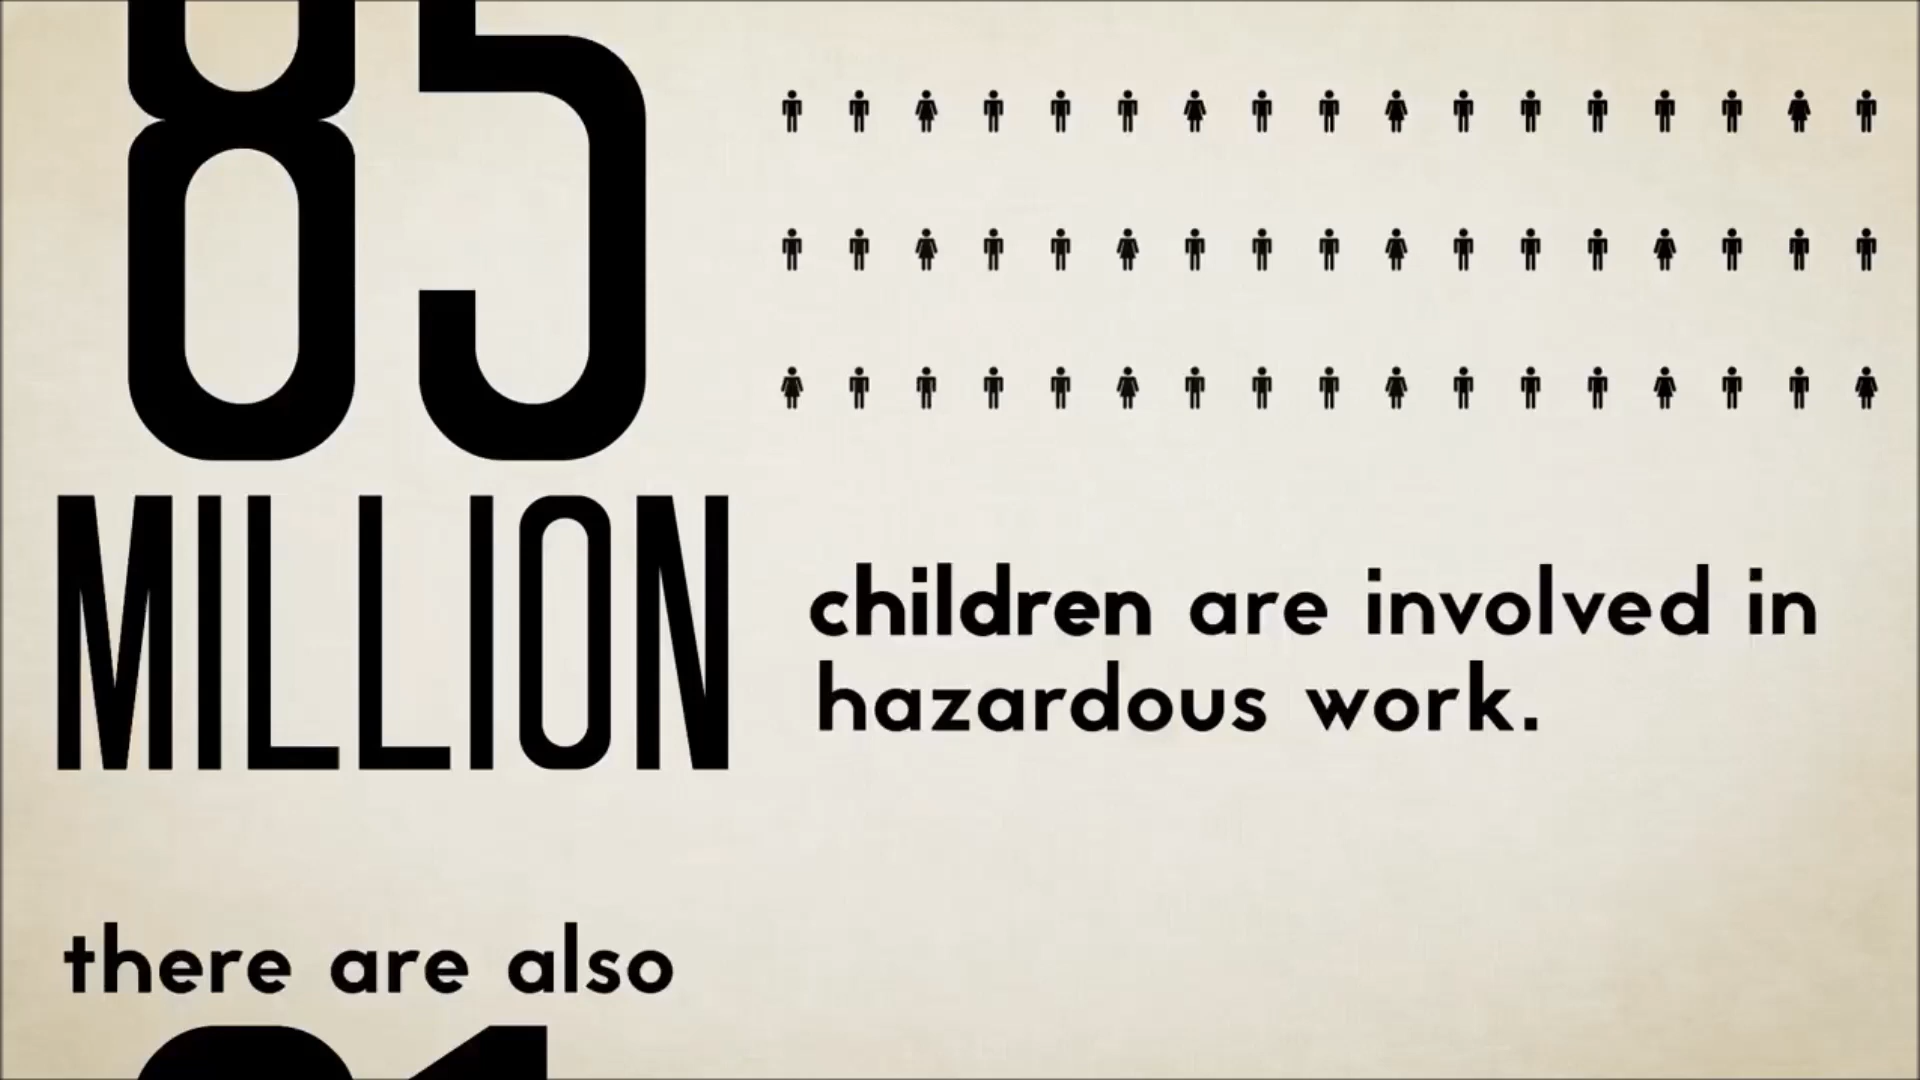 85
MILLION
children are involved in
hazardous work.
there are also